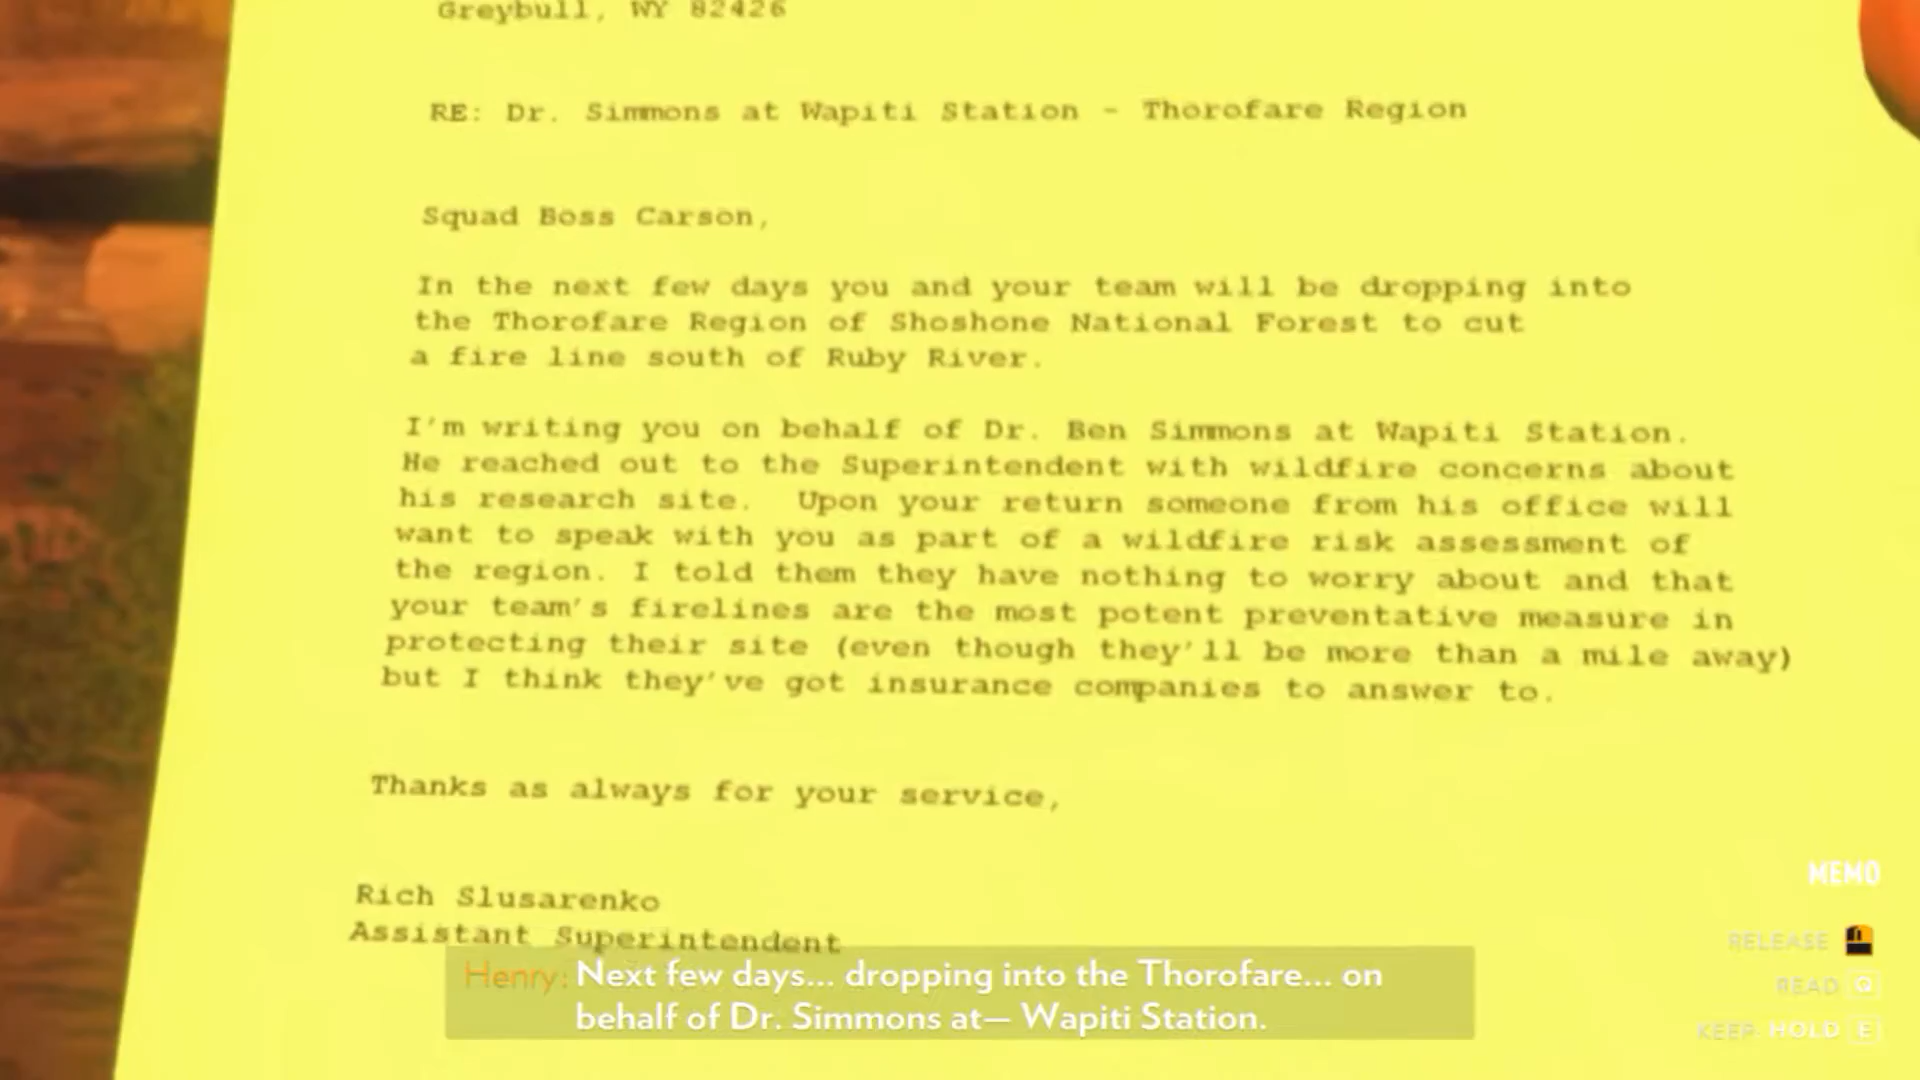 Greybull, WY 82426
RE: Dr. Simmons at Wapiti Station - Thorofare Region
Squad Boss Carson,
In the next few days you and your team will be dropping into
the Thorofare Region of Shoshone National Forest to cut
a fire line south of Ruby River.
I'm writing you on behalf of Dr. Ben Simmons at Wapiti Station.
He reached out to the Superintendent with wildfire concerns about
his research site. Upon your return someone from his office will
want to speak with you as part of a wildfire risk assessment of
the region. I told them they have nothing to worry about and that
your team's firelines are the most potent preventative measure in
protecting their site (even though they'll be more than a mile away)
but I think they've got insurance companies to answer to.
Thanks as always for your service,
Rich Slusarenko
Assistant Superintendent
Henry: Next few days... dropping into the Thorofare... on
behalf of Dr. Simmons at— Wapiti Station.
MEMO
RELEASE
READ Q
KEEP: HOLD E